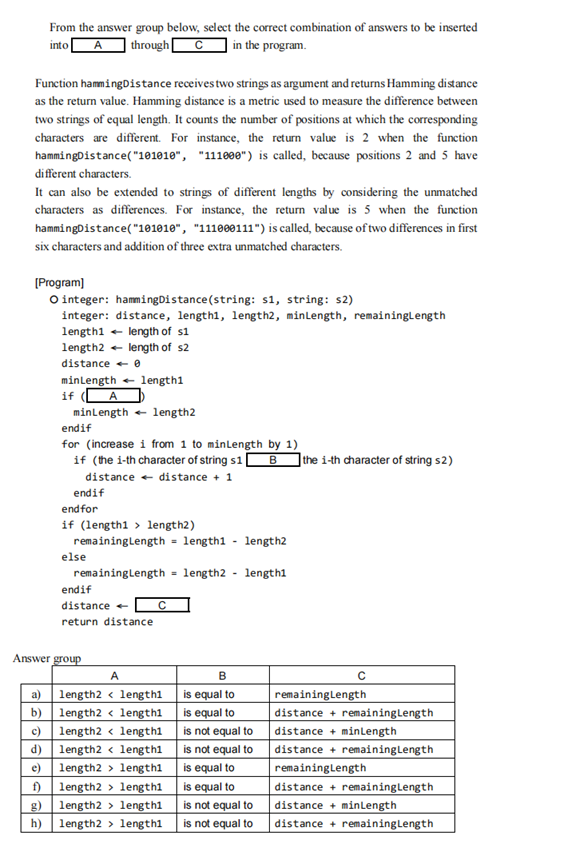 From the answer group below, select the correct combination of answers to be inserted
into A through C in the program.
Function hammingDistance receives two strings as argument and returns Hamming distance
as the return value. Hamming distance is a metric used to measure the difference between
two strings of equal length. It counts the number of positions at which the corresponding
characters are different. For instance, the return value is 2 when the function
hammingDistance("101010", "111000") is called, because positions 2 and 5 have
different characters.
It can also be extended to strings of different lengths by considering the unmatched
characters as differences. For instance, the return value is 5 when the function
hammingDistance("101010", "111000111") is called, because of two differences in first
six characters and addition of three extra unmatched characters.
[Program]
○ integer: hammingDistance(string: s1, string: s2)
integer: distance, length1, length2, minLength, remainingLength
length1 ← length of s1
length2 ← length of s2
distance ← 0
minLength ← length1
if ( A )
minLength ← length2
endif
for (increase i from 1 to minLength by 1)
if (the i-th character of string s1 B the i-th character of string s2)
distance ← distance + 1
endif
endfor
if (length1 > length2)
remainingLength = length1 - length2
else
remainingLength = length2 - length1
endif
distance ← C
return distance
Answer group
A B C
a) length2 < length1 is equal to remainingLength
b) length2 < length1 is equal to distance + remainingLength
c) length2 < length1 is not equal to distance + minLength
d) length2 < length1 is not equal to distance + remainingLength
e) length2 > length1 is equal to remainingLength
f) length2 > length1 is equal to distance + remainingLength
g) length2 > length1 is not equal to distance + minLength
h) length2 > length1 is not equal to distance + remainingLength